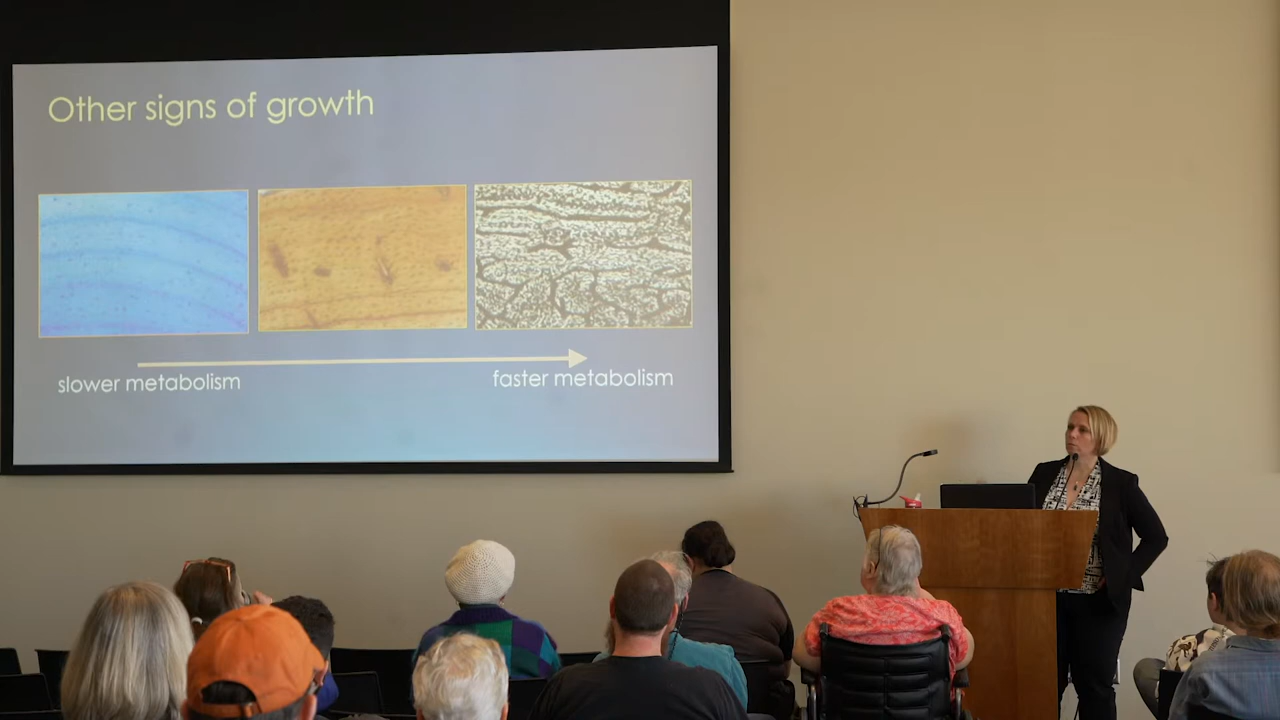 Other signs of growth
slower metabolism
faster metabolism